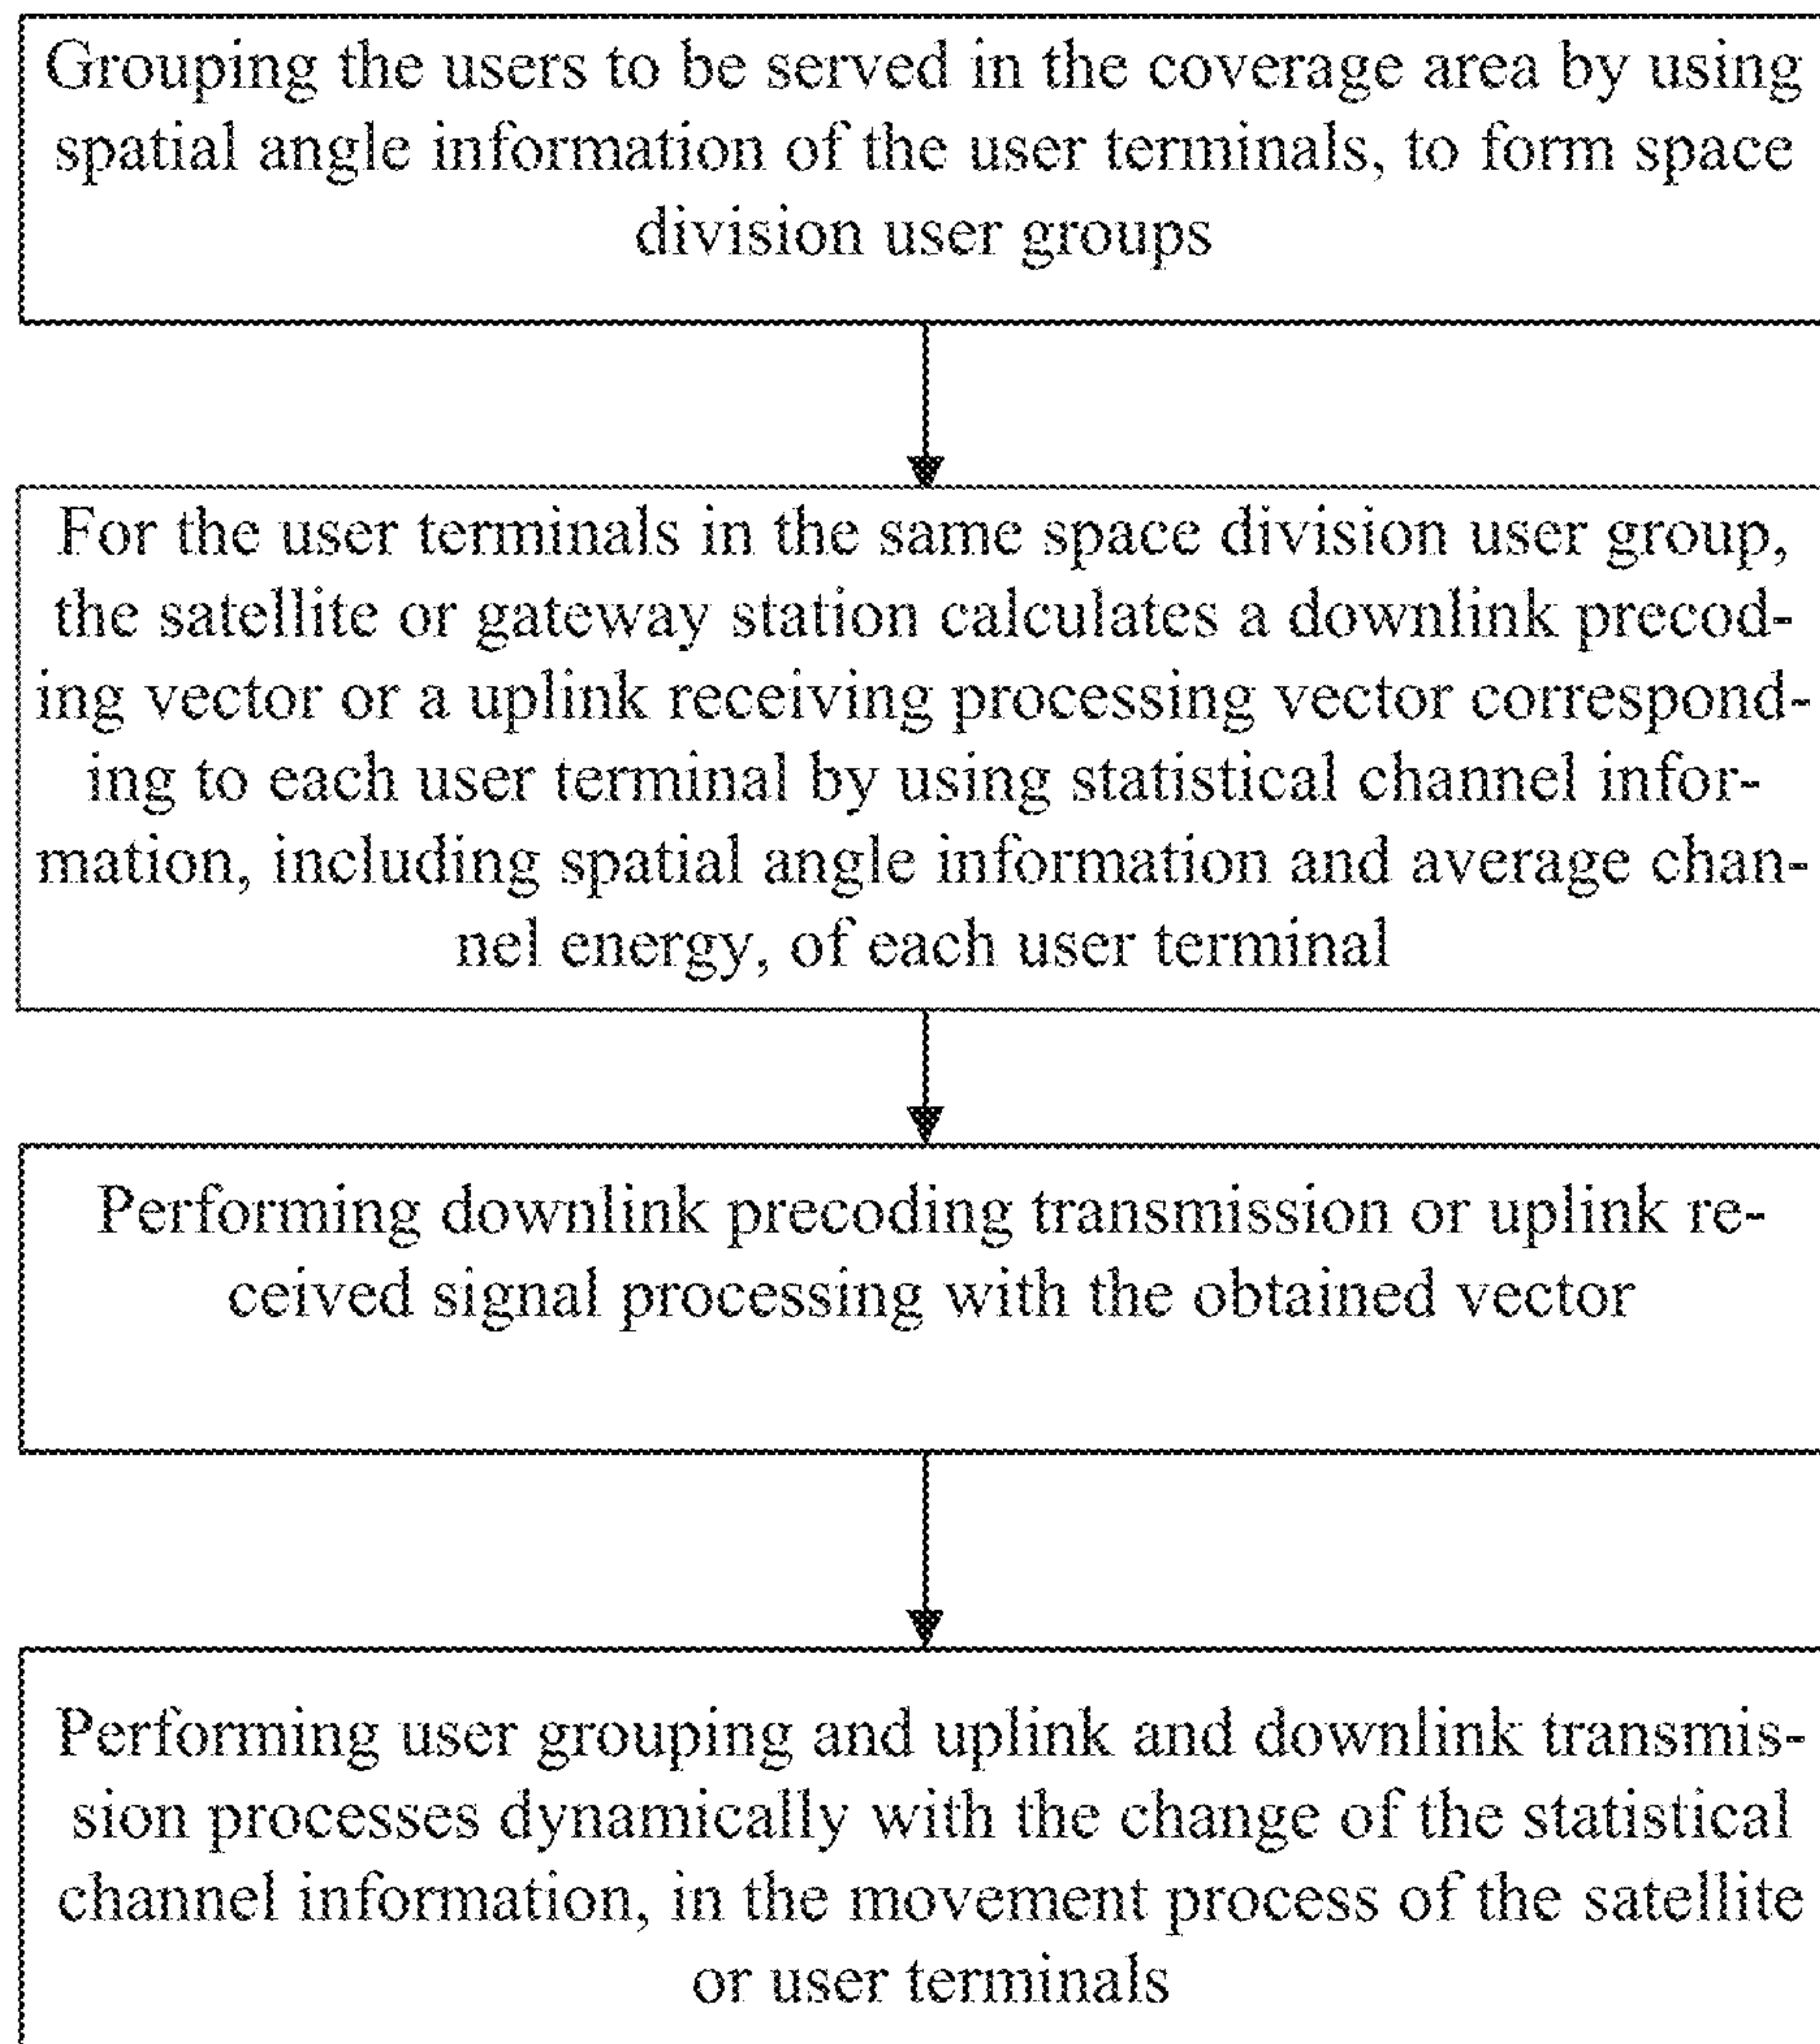 Grouping the users to be served in the coverage area by using
spatial angle information of the user terminals, to form space
division user groups
For the user terminals in the same space division user group,
the satellite or gateway station calculates a downlink precod-
ing vector or a uplink receiving processing vector correspond-
ing to each user terminal by using statistical channel infor-
mation, including spatial angle information and average chan-
nel energy, of each user terminal
Performing downlink precoding transmission or uplink re-
ceived signal processing with the obtained vector
Performing user grouping and uplink and downlink transmis-
sion processes dynamically with the change of the statistical
channel information, in the movement process of the satellite
or user terminals